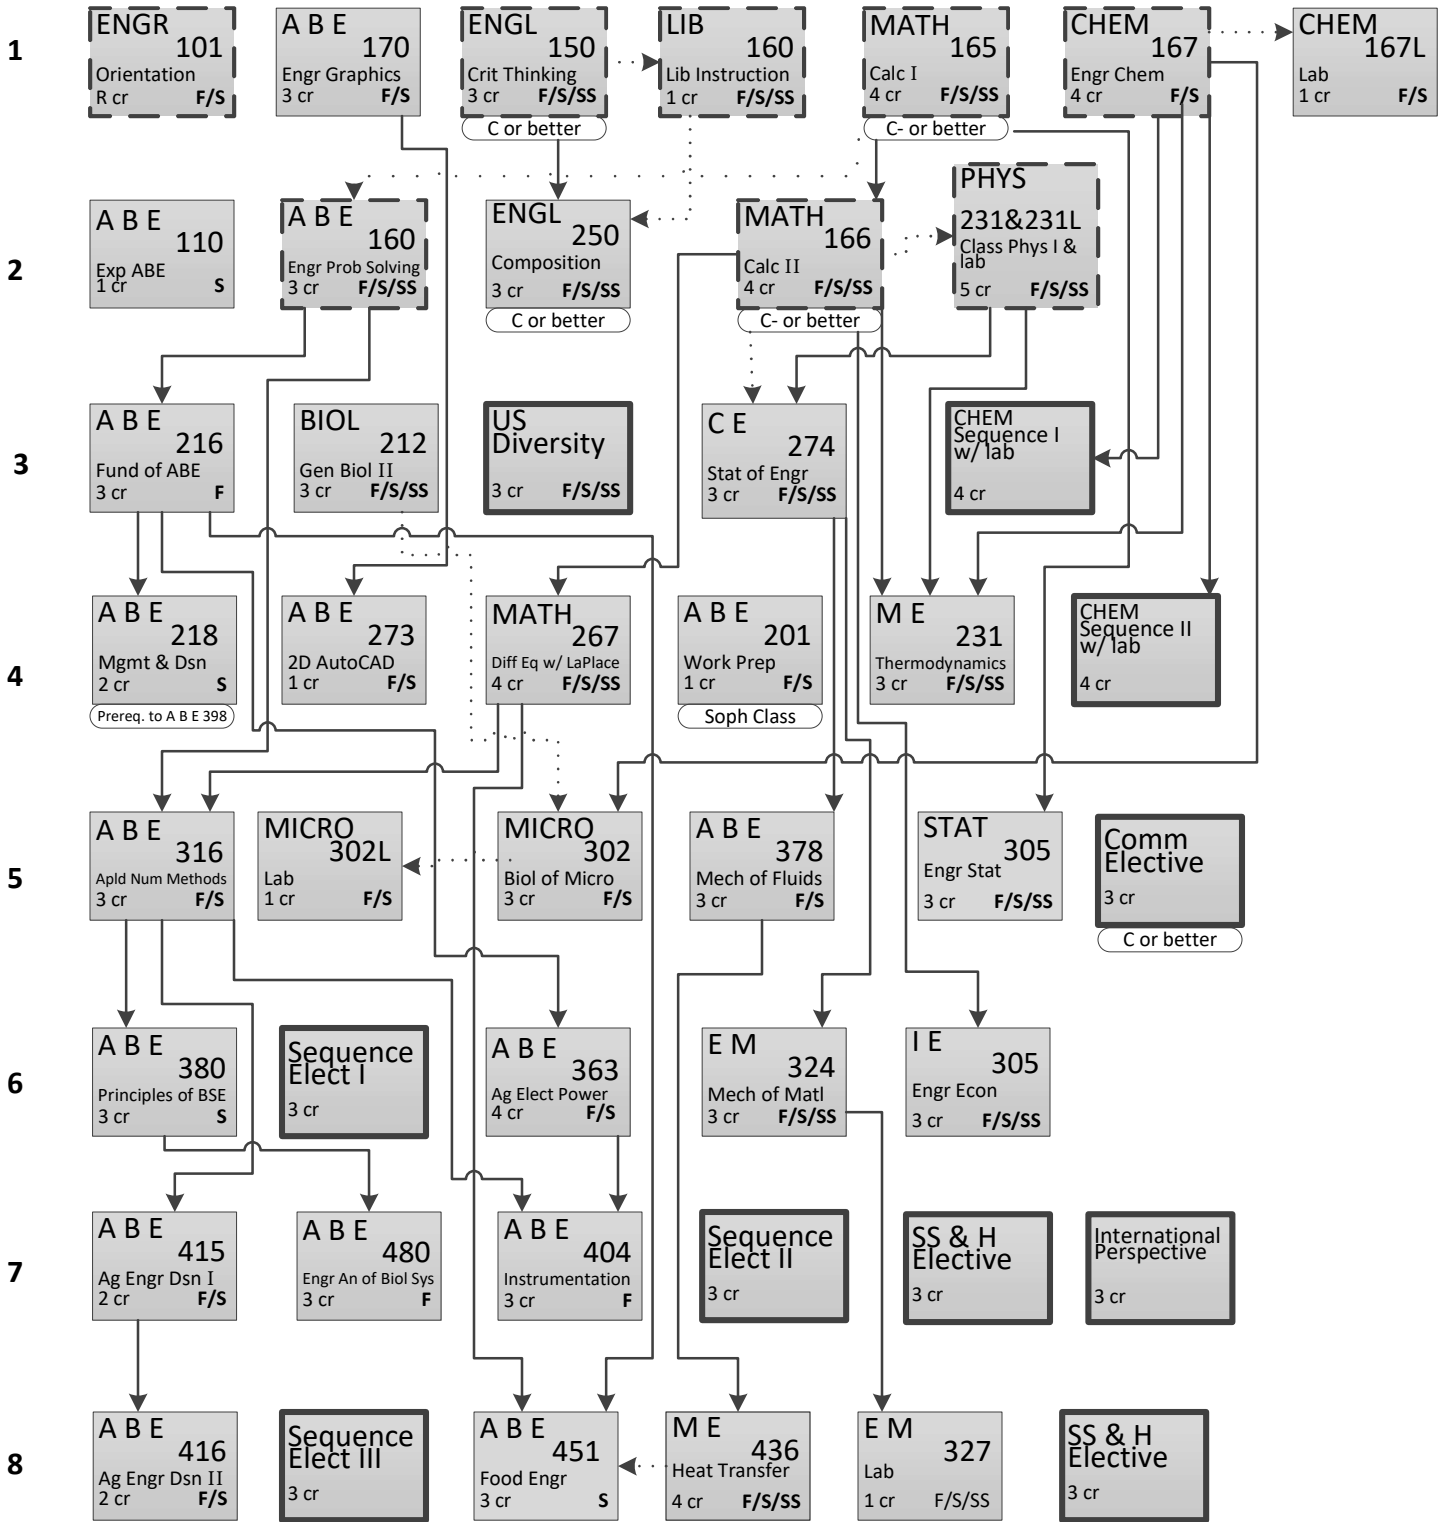 1
ENGR
101
Orientation
R cr F/S
A B E
170
Engr Graphics
3 cr F/S
ENGL
150
Crit Thinking
3 cr F/S/SS
C or better
LIB
160
Lib Instruction
1 cr F/S/SS
MATH
165
Calc I
4 cr F/S/SS
C- or better
CHEM
167
Engr Chem
4 cr F/S
CHEM
167L
Lab
1 cr F/S
2
A B E
110
Exp ABE
1 cr S
A B E
160
Engr Prob Solving
3 cr F/S/SS
ENGL
250
Composition
3 cr F/S/SS
C or better
MATH
166
Calc II
4 cr F/S/SS
C- or better
PHYS
231&231L
Class Phys I &
lab
5 cr F/S/SS
3
A B E
216
Fund of ABE
3 cr F
BIOL
212
Gen Biol II
3 cr F/S/SS
US
Diversity
3 cr F/S/SS
C E
274
Stat of Engr
3 cr F/S/SS
CHEM
Sequence I
w/ lab
4 cr
4
A B E
218
Mgmt & Dsn
2 cr S
Prereq. to A B E 398
A B E
273
2D AutoCAD
1 cr F/S
MATH
267
Diff Eq w/ LaPlace
4 cr F/S/SS
A B E
201
Work Prep
1 cr F/S
Soph Class
M E
231
Thermodynamics
3 cr F/S/SS
CHEM
Sequence II
w/ lab
4 cr
5
A B E
316
Apld Num Methods
3 cr F/S
MICRO
302L
Lab
1 cr F/S
MICRO
302
Biol of Micro
3 cr F/S
A B E
378
Mech of Fluids
3 cr F/S
STAT
305
Engr Stat
3 cr F/S/SS
Comm
Elective
3 cr
C or better
6
A B E
380
Principles of BSE
3 cr S
Sequence
Elect I
3 cr
A B E
363
Ag Elect Power
4 cr F/S
E M
324
Mech of Matl
3 cr F/S/SS
I E
305
Engr Econ
3 cr F/S/SS
7
A B E
415
Ag Engr Dsn I
2 cr F/S
A B E
480
Engr An of Biol Sys
3 cr F
A B E
404
Instrumentation
3 cr F
Sequence
Elect II
3 cr
SS & H
Elective
3 cr
International
Perspective
3 cr
8
A B E
416
Ag Engr Dsn II
2 cr F/S
Sequence
Elect III
3 cr
A B E
451
Food Engr
3 cr S
M E
436
Heat Transfer
4 cr F/S/SS
E M
327
Lab
1 cr F/S/SS
SS & H
Elective
3 cr